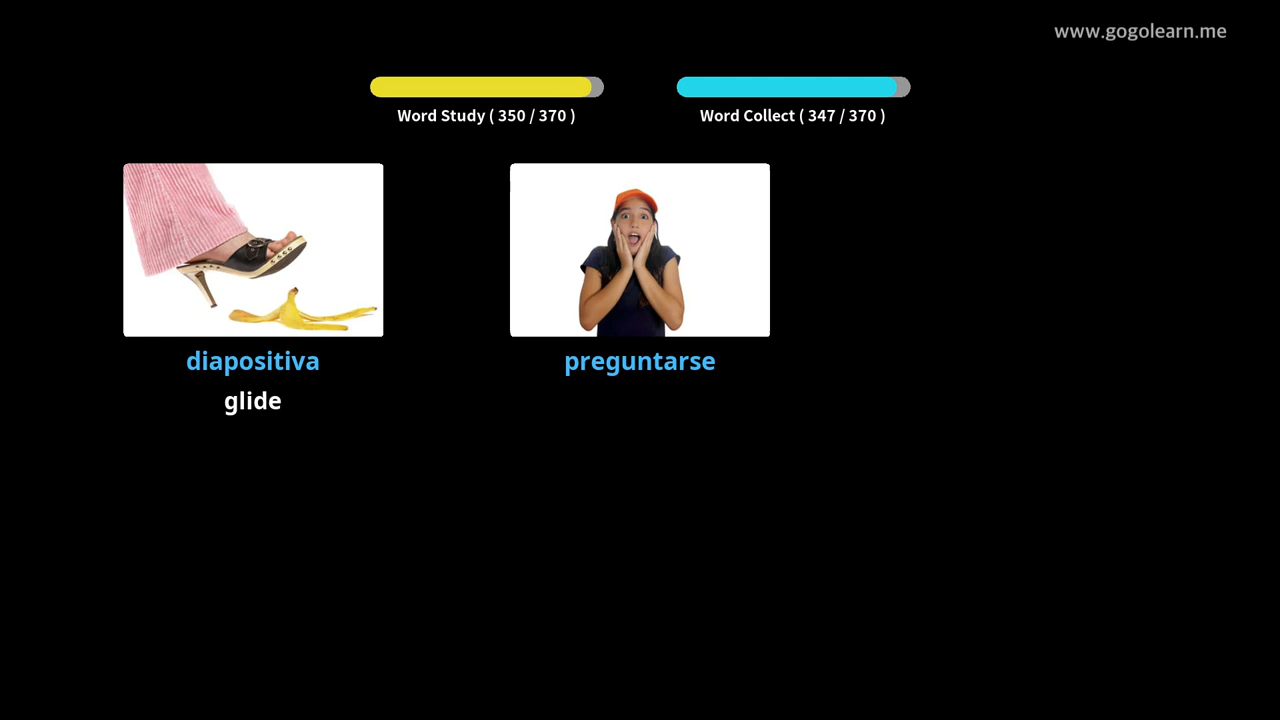 www.gogolearn.me
Word Study ( 350 / 370 )
Word Collect ( 347 / 370 )
diapositiva
preguntarse
glide